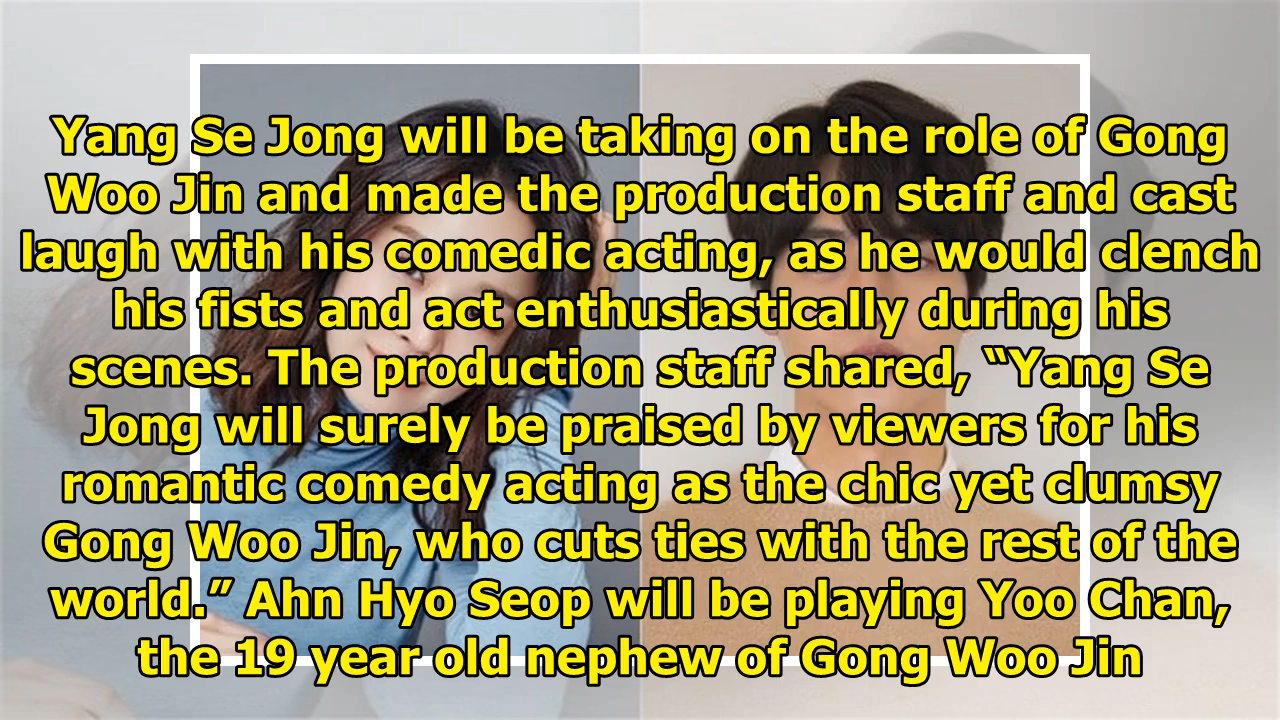 Yang Se Jong will be taking on the role of Gong
Woo Jin and made the production staff and cast
laugh with his comedic acting, as he would clench
his fists and act enthusiastically during his
scenes. The production staff shared, “Yang Se
Jong will surely be praised by viewers for his
romantic comedy acting as the chic yet clumsy
Gong Woo Jin, who cuts ties with the rest of the
world.” Ahn Hyo Seop will be playing Yoo Chan,
the 19 year old nephew of Gong Woo Jin